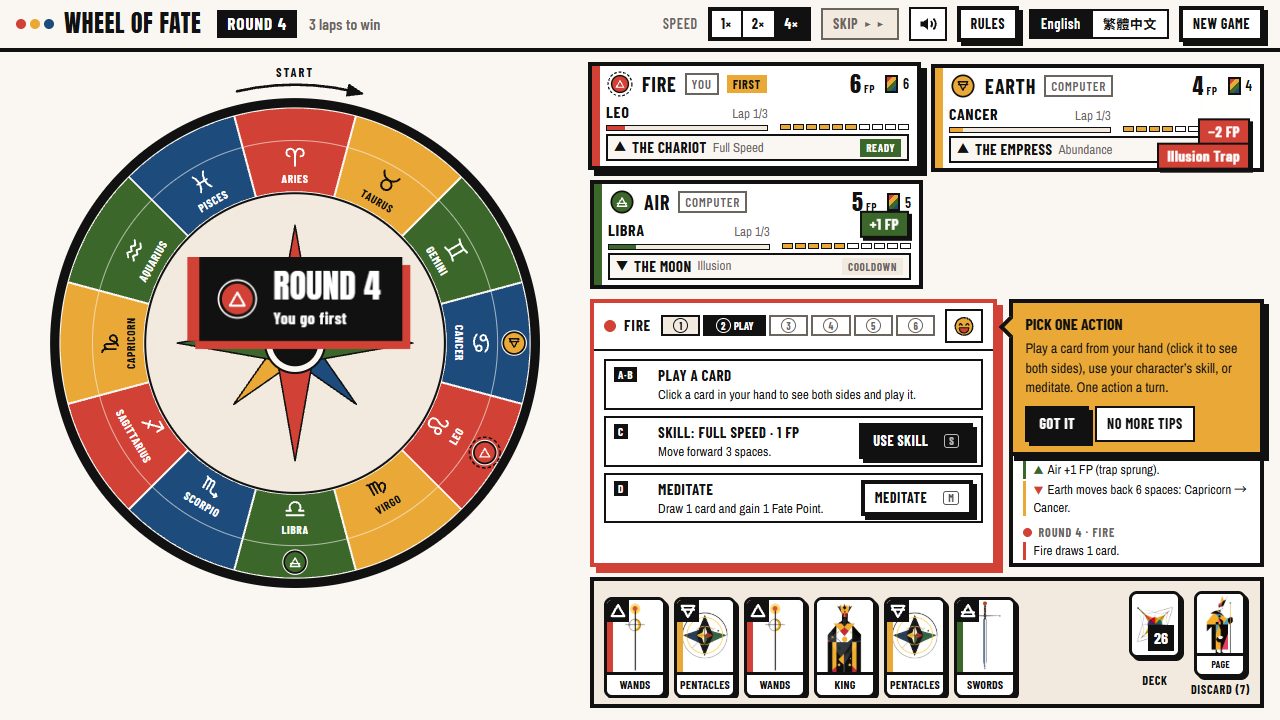 WHEEL OF FATE
ROUND 4
3 laps to win
SPEED
1×
2×
4×
SKIP
RULES
English
繁體中文
NEW GAME
START
ARIES
TAURUS
GEMINI
CANCER
LEO
VIRGO
LIBRA
SCORPIO
SAGITTARIUS
CAPRICORN
AQUARIUS
PISCES
ROUND 4
You go first
FIRE
YOU
FIRST
6 FP
6
LEO
Lap 1/3
THE CHARIOT Full Speed
READY
EARTH
COMPUTER
4 FP
4
CANCER
Lap 1/3
THE EMPRESS Abundance
−2 FP
Illusion Trap
AIR
COMPUTER
5 FP
5
+1 FP
LIBRA
Lap 1/3
THE MOON Illusion
COOLDOWN
FIRE
1
2 PLAY
3
4
5
6
A·B
PLAY A CARD
Click a card in your hand to see both sides and play it.
C
SKILL: FULL SPEED · 1 FP
Move forward 3 spaces.
USE SKILL S
D
MEDITATE
Draw 1 card and gain 1 Fate Point.
MEDITATE M
PICK ONE ACTION
Play a card from your hand (click it to see
both sides), use your character's skill, or
meditate. One action a turn.
GOT IT
NO MORE TIPS
▲ Air +1 FP (trap sprung).
▼ Earth moves back 6 spaces: Capricorn →
Cancer.
ROUND 4 · FIRE
Fire draws 1 card.
WANDS
PENTACLES
WANDS
KING
PENTACLES
SWORDS
26
DECK
PAGE
DISCARD (7)